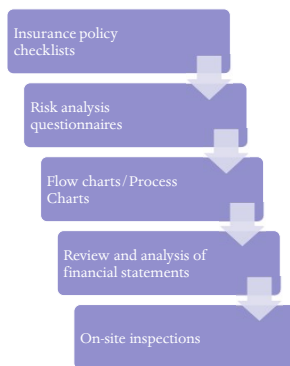 Insurance policy
checklists
Risk analysis
questionnaires
Flow charts/Process
Charts
Review and analysis of
financial statements
On-site inspections